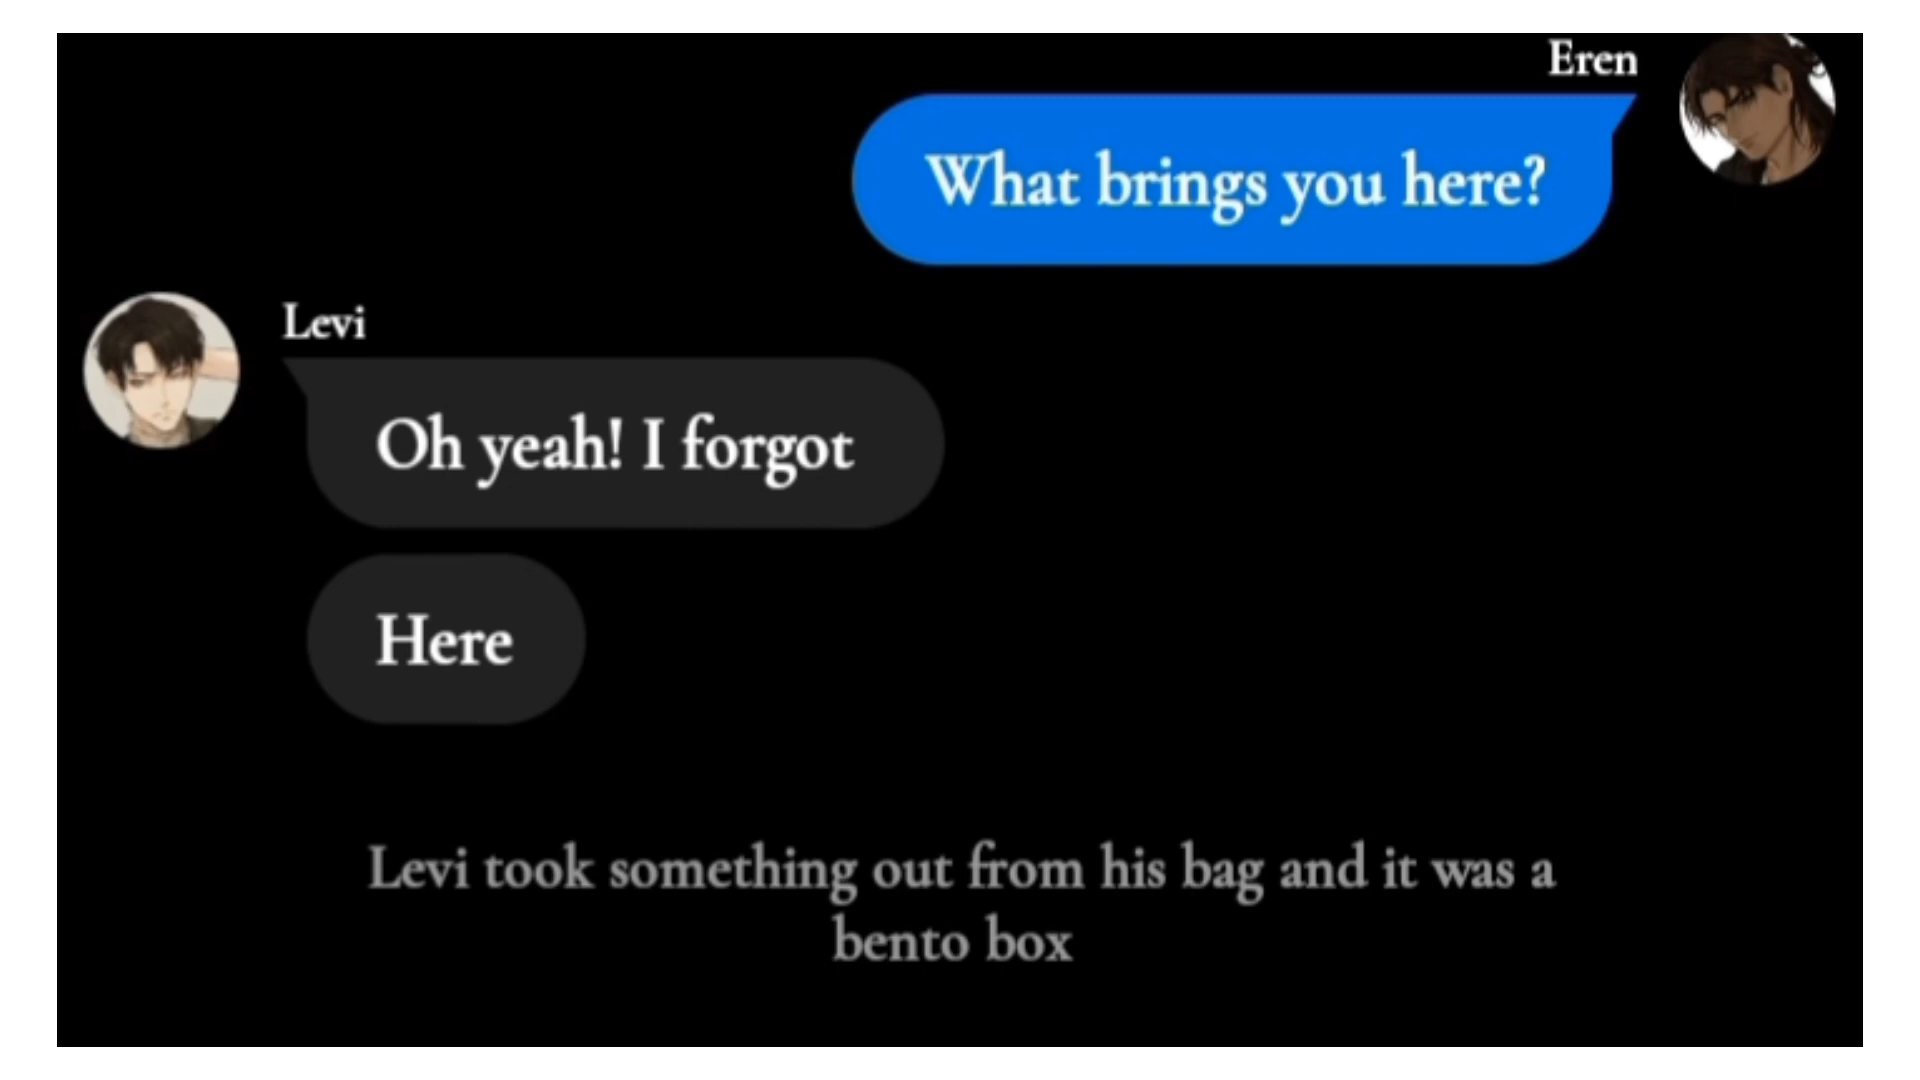 Eren
What brings you here?
Levi
Oh yeah! I forgot
Here
Levi took something out from his bag and it was a
bento box